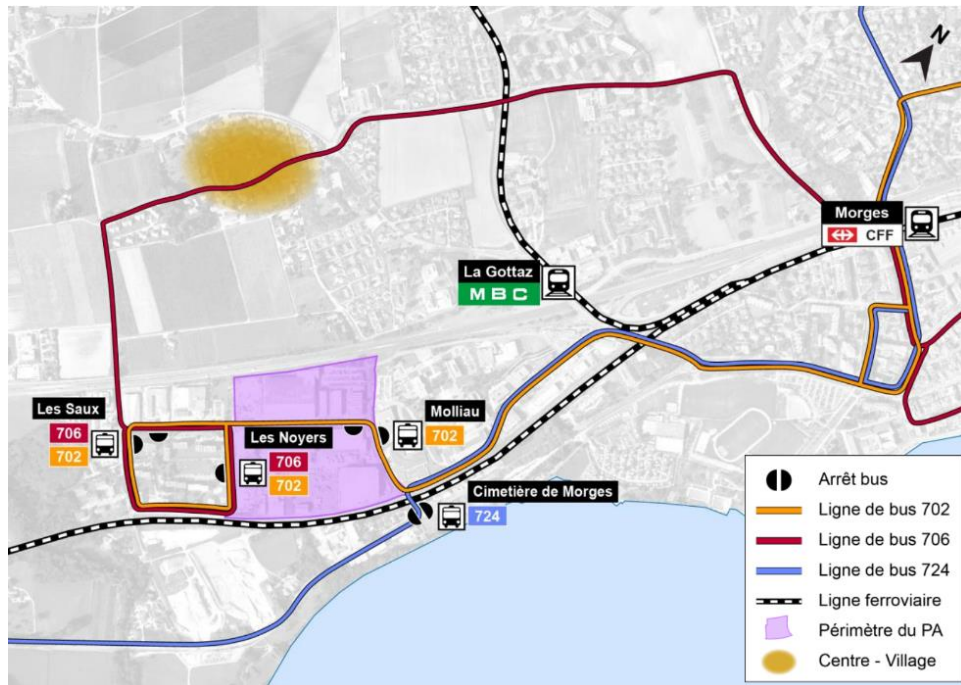 N
Morges
CFF
La Gottaz
MBC
Les Saux
706
702
Les Noyers
706
702
Molliau
702
Cimetière de Morges
724
Arrêt bus
Ligne de bus 702
Ligne de bus 706
Ligne de bus 724
Ligne ferroviaire
Périmètre du PA
Centre - Village